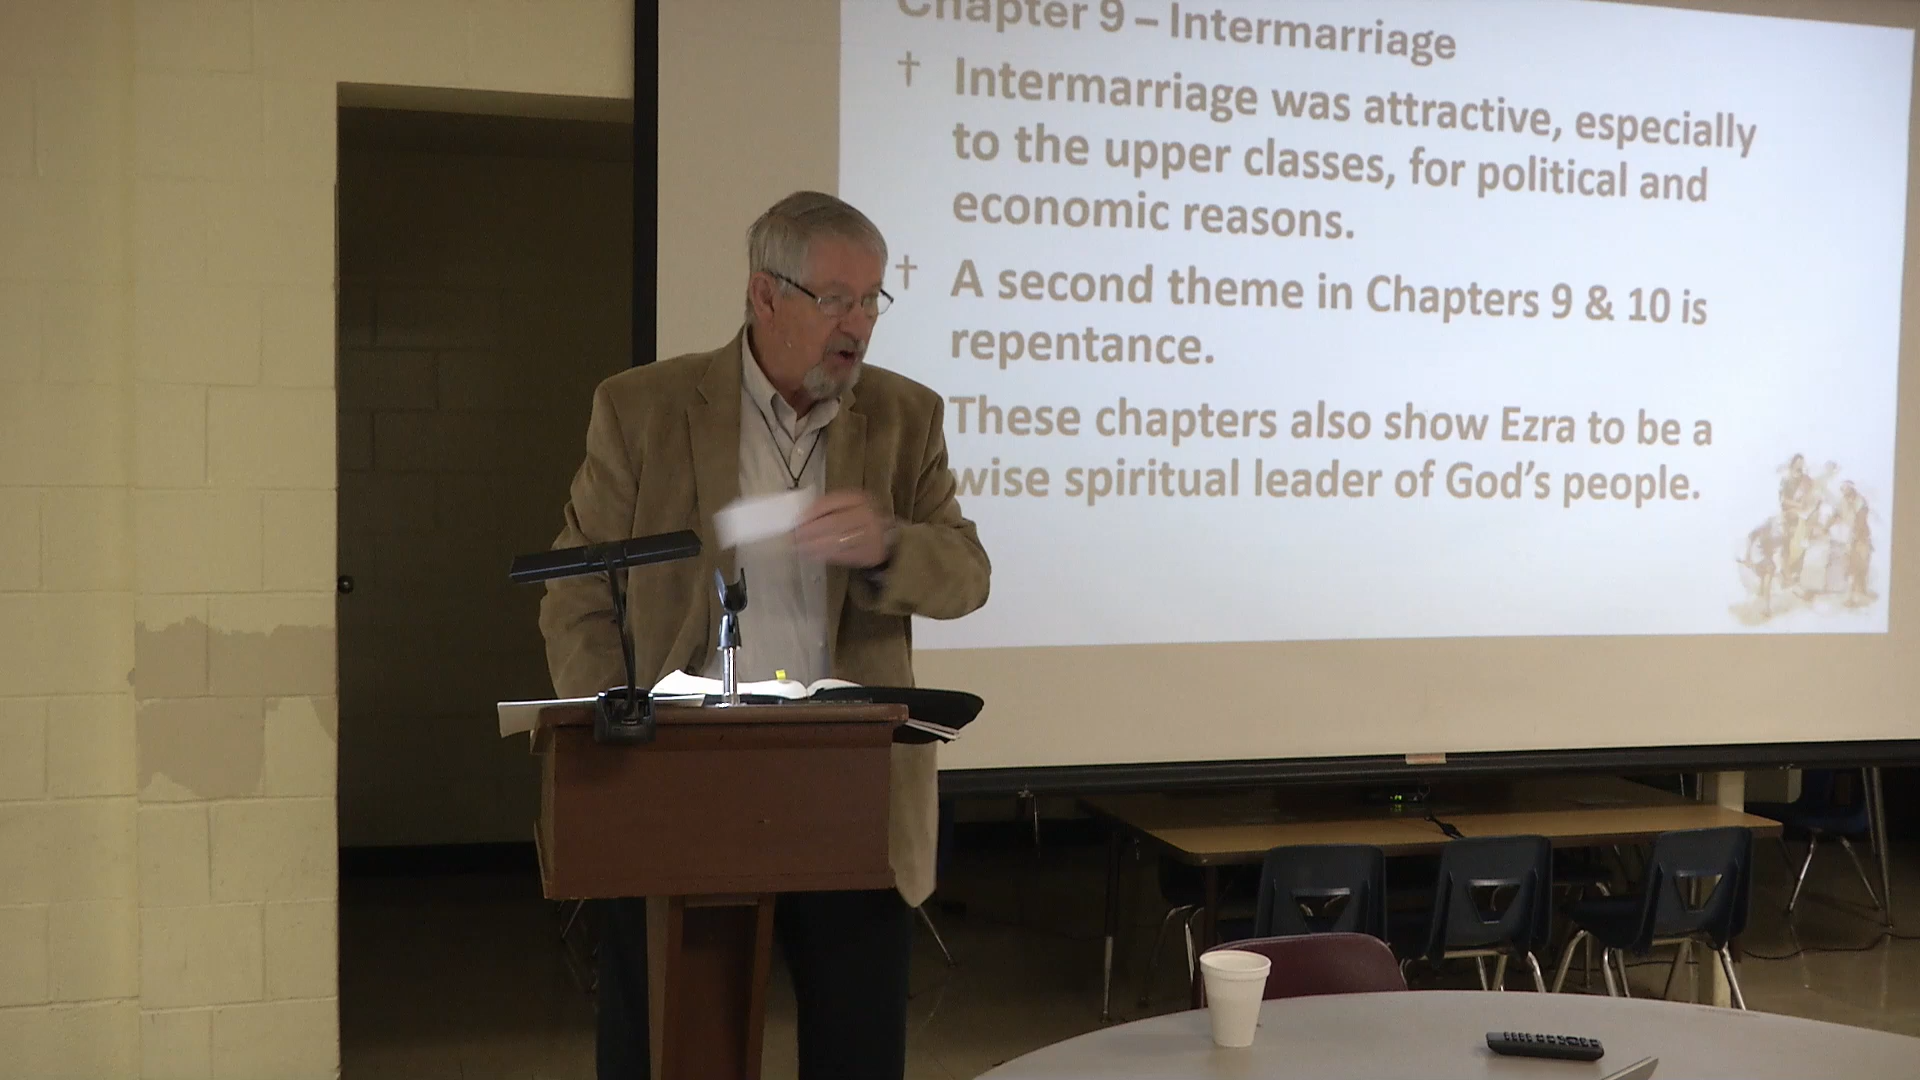 Chapter 9 – Intermarriage
† Intermarriage was attractive, especially
to the upper classes, for political and
economic reasons.
† A second theme in Chapters 9 & 10 is
repentance.
These chapters also show Ezra to be a
wise spiritual leader of God’s people.